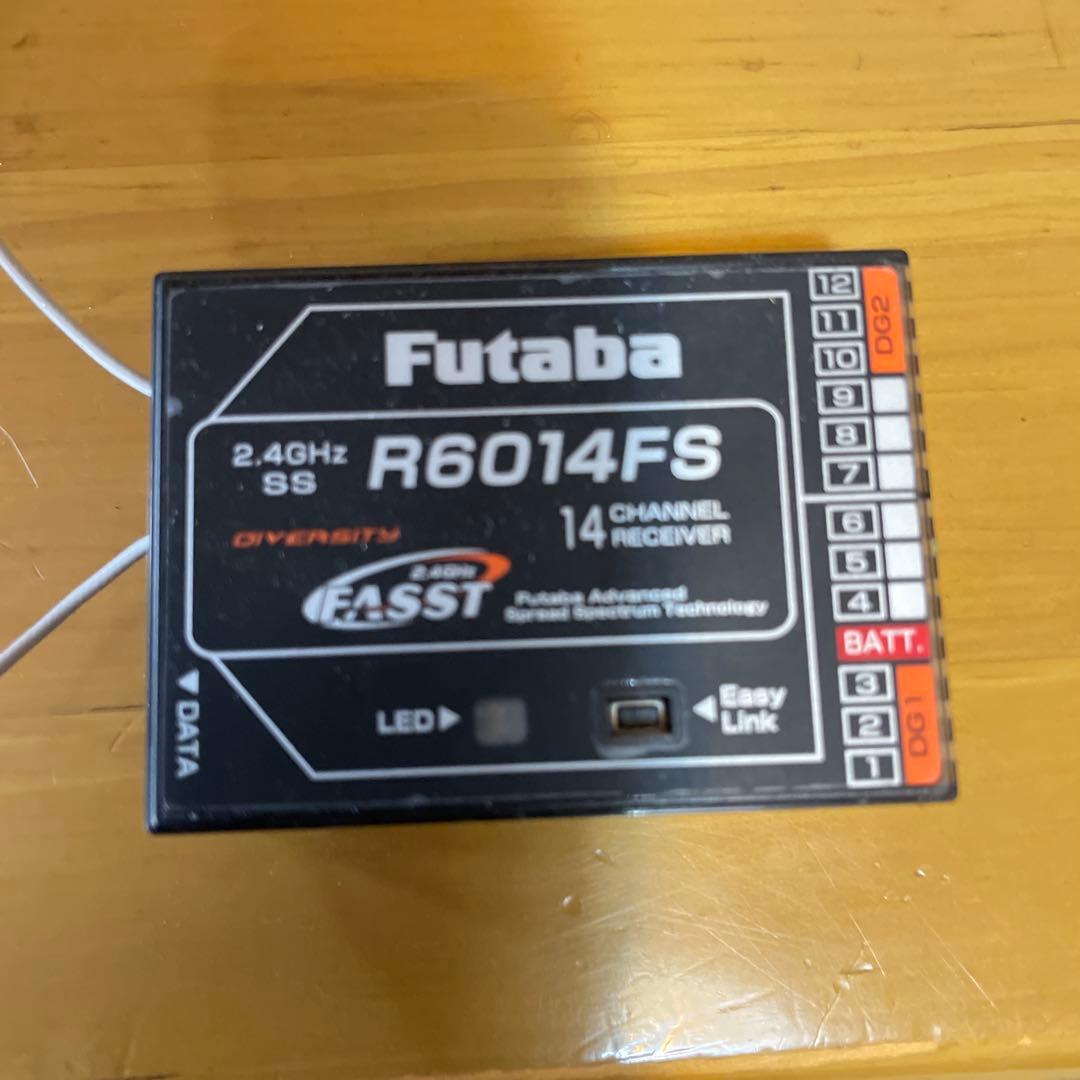 Futaba
2.4GHz
SS
R6014FS
DIVERSITY
14 CHANNEL
RECEIVER
2.4GHz
FASST
Futaba Advanced
Spread Spectrum Technology
LED▶
◀Easy
Link
▼DATA
12
11
10
DG2
9
8
7
6
5
4
BATT.
3
2
1
DG1